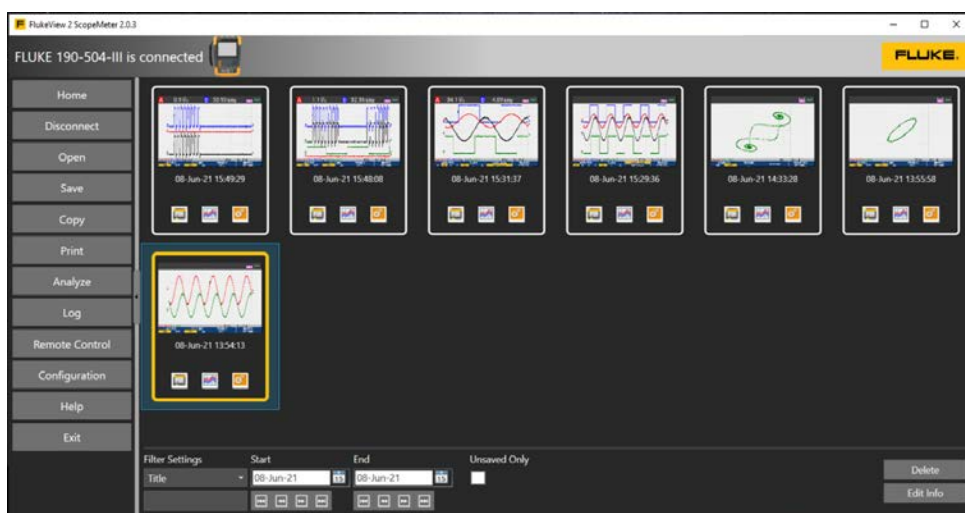 FlukeView 2 ScopeMeter 2.0.3
FLUKE 190-504-III is connected
FLUKE.
Home
Disconnect
Open
Save
Copy
Print
Analyze
Log
Remote Control
Configuration
Help
Exit
08-Jun-21 15:49:29
08-Jun-21 15:48:08
08-Jun-21 15:31:37
08-Jun-21 15:29:36
08-Jun-21 14:33:28
08-Jun-21 13:55:58
08-Jun-21 13:54:13
Filter Settings Start End Unsaved Only
Title 08-Jun-21 15 08-Jun-21 15
Delete
Edit Info